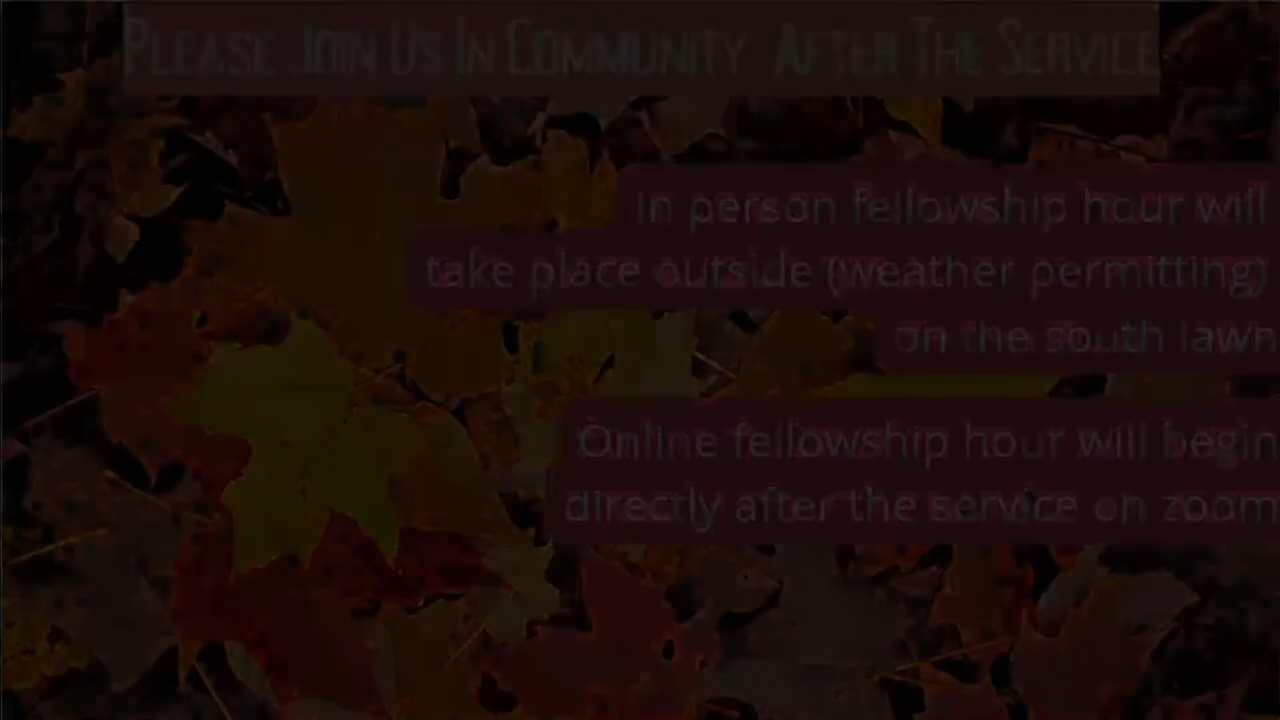 PLEASE JOIN US IN COMMUNITY AFTER THE SERVICE
In person fellowship hour will
take place outside (weather permitting)
on the south lawn
Online fellowship hour will begin
directly after the service on zoom